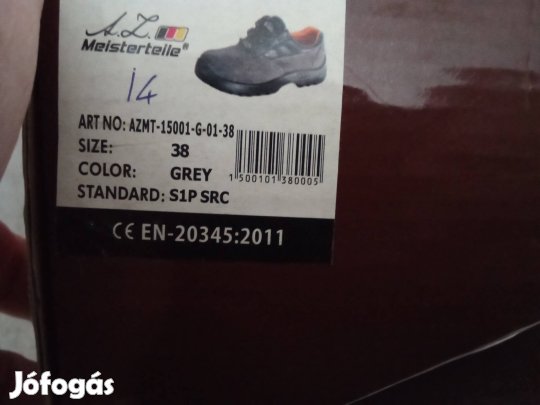 A.Z.
Meisterteile®
14
ART NO: AZMT-15001-G-01-38
SIZE: 38
COLOR: GREY
STANDARD: S1P SRC
1 500101 380005
CE EN-20345:2011
Jófogás